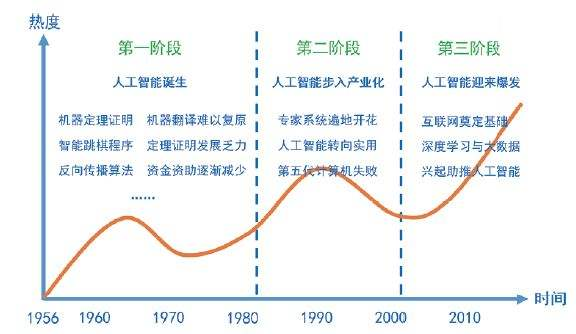 热度
第一阶段 第二阶段 第三阶段
人工智能诞生 人工智能步入产业化 人工智能迎来爆发
机器定理证明 机器翻译难以复原 专家系统遍地开花 互联网奠定基础
智能跳棋程序 定理证明发展乏力 人工智能转向实用 深度学习与大数据
反向传播算法 资金资助逐渐减少 第五代计算机失败 兴起助推人工智能
……
时间
1956 1960 1970 1980 1990 2000 2010